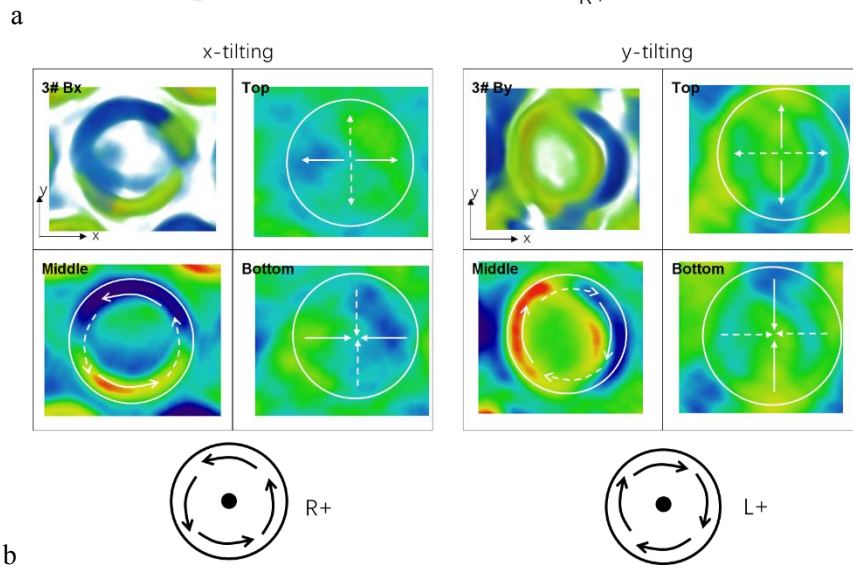 R+
a
x-tilting
y-tilting
3# Bx
Top
3# By
Top
y
x
y
x
Middle
Bottom
Middle
Bottom
R+
L+
b